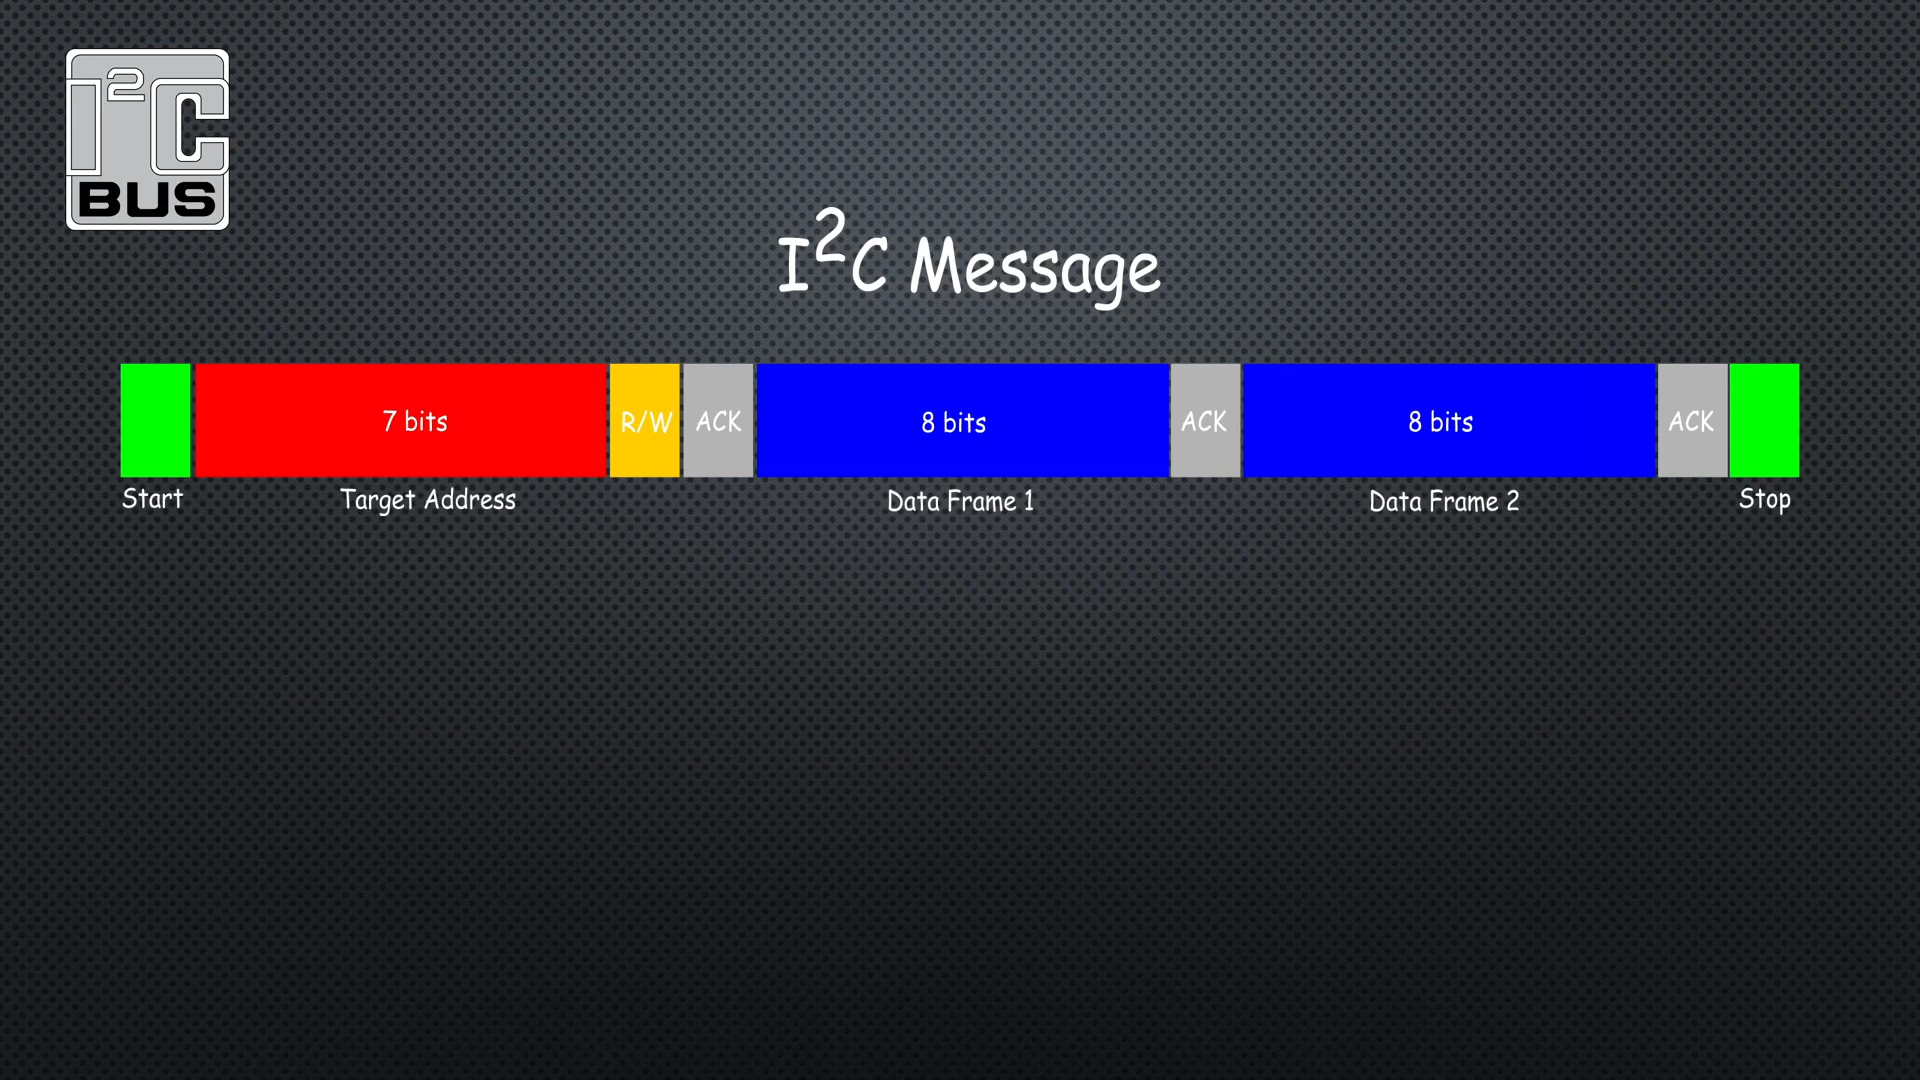 I²C
BUS
I²C Message
7 bits R/W ACK 8 bits ACK 8 bits ACK
Start Target Address Data Frame 1 Data Frame 2 Stop